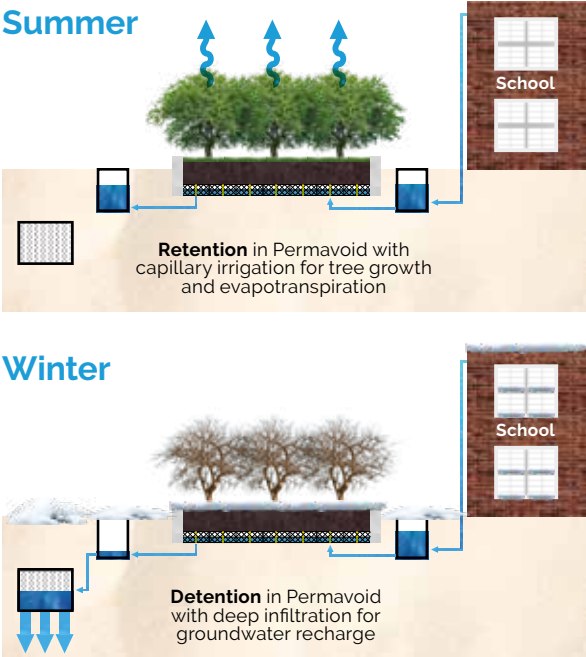 Summer
School
Retention in Permavoid with
capillary irrigation for tree growth
and evapotranspiration
Winter
School
Detention in Permavoid
with deep infiltration for
groundwater recharge